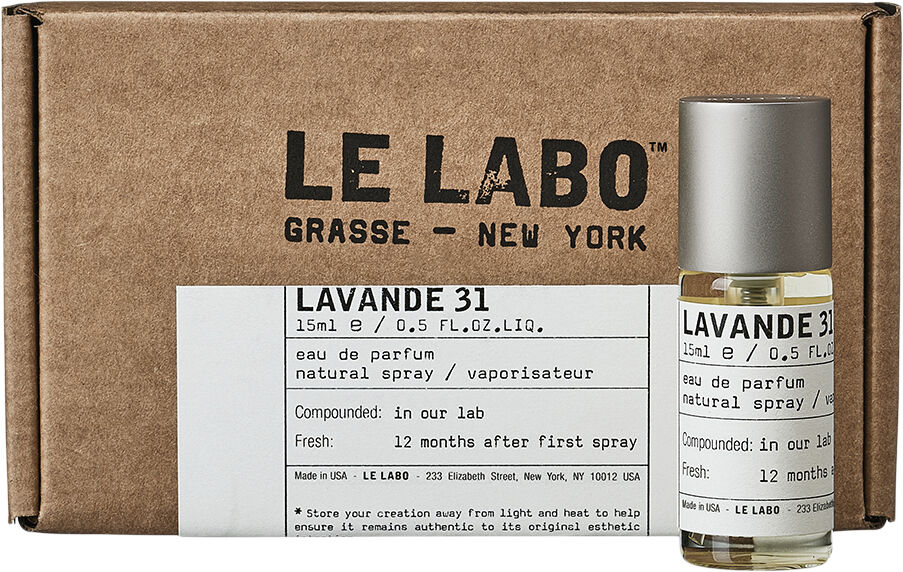 LE LABO™
GRASSE — NEW YORK
LAVANDE 31
15ml e / 0.5 FL.OZ.LIQ.
eau de parfum
natural spray / vaporisateur
Compounded: in our lab
Fresh: 12 months after first spray
Made in USA - LE LABO - 233 Elizabeth Street, New York, NY 10012 USA
* Store your creation away from light and heat to help
ensure it remains authentic to its original esthetic
LAVANDE 31
15ml e / 0.5 FL.OZ
eau de parfum
natural spray /
Compounded: in our lab
Fresh: 12 months
Made in USA - LE LABO - 233 Elizabeth